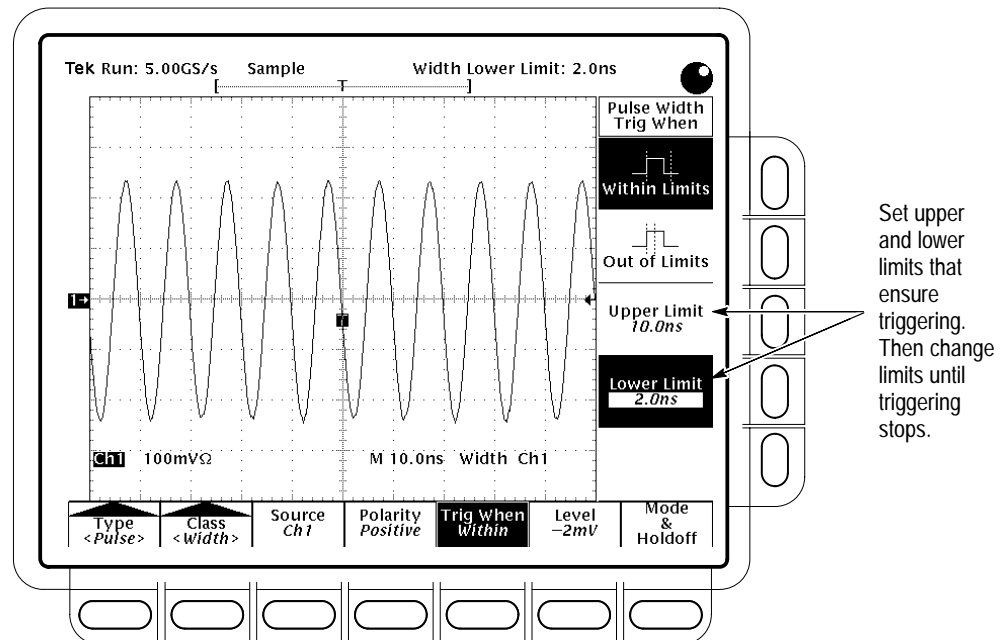 Tek Run: 5.00GS/s Sample Width Lower Limit: 2.0ns
T
Pulse Width
Trig When
Within Limits
Out of Limits
Upper Limit
10.0ns
Lower Limit
2.0ns
1
T
Ch1 100mVΩ M 10.0ns Width Ch1
Type
<Pulse>
Class
<Width>
Source
Ch1
Polarity
Positive
Trig When
Within
Level
−2mV
Mode
&
Holdoff
Set upper
and lower
limits that
ensure
triggering.
Then change
limits until
triggering
stops.